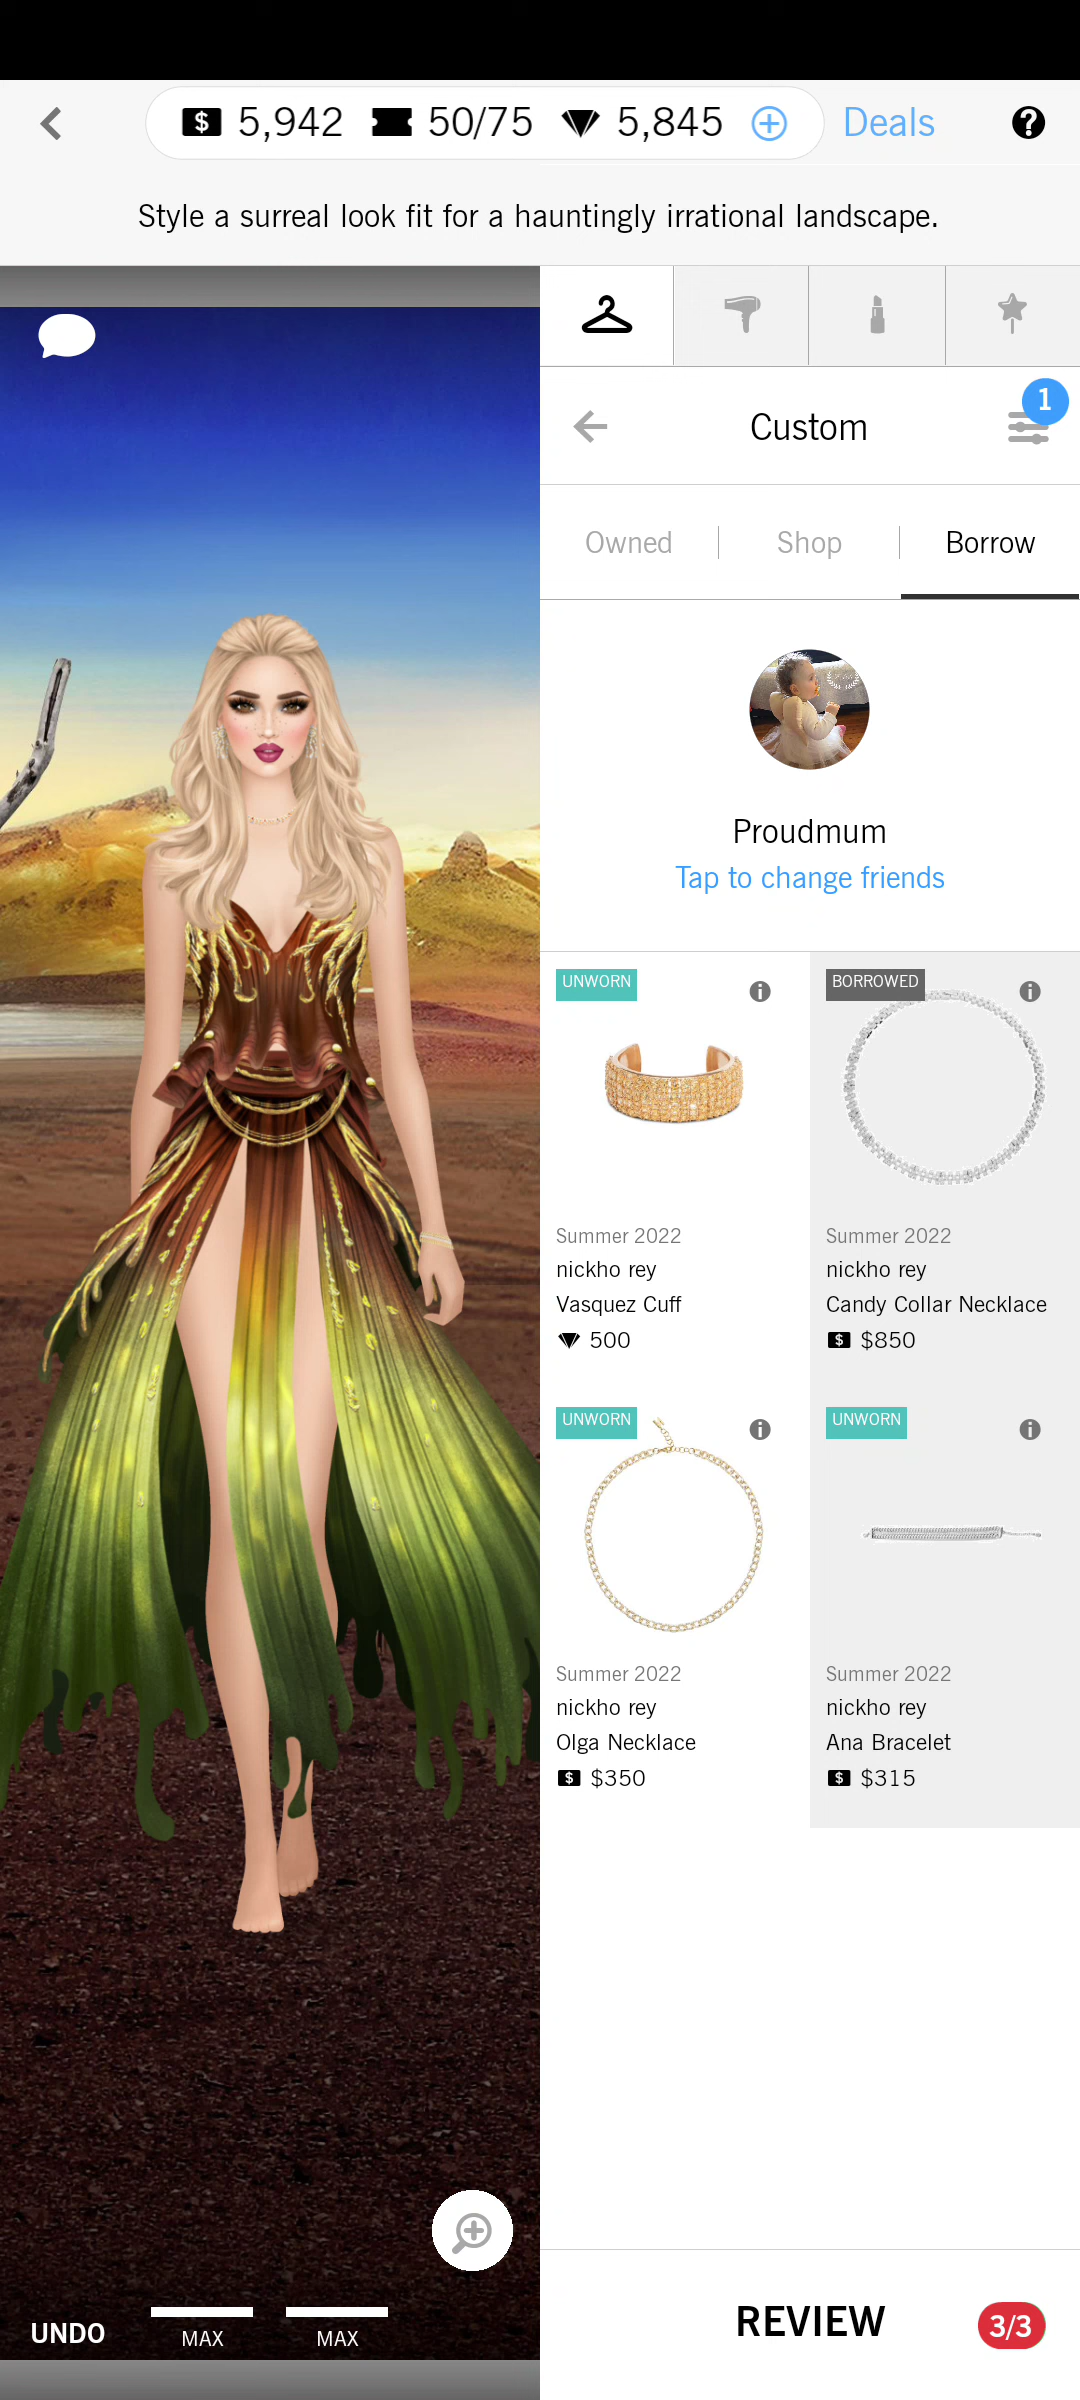 5,942 50/75 5,845 Deals
Style a surreal look fit for a hauntingly irrational landscape.
1
Custom
Owned Shop Borrow
Proudmum
Tap to change friends
UNWORN
Summer 2022
nickho rey
Vasquez Cuff
500
BORROWED
Summer 2022
nickho rey
Candy Collar Necklace
$850
UNWORN
Summer 2022
nickho rey
Olga Necklace
$350
UNWORN
Summer 2022
nickho rey
Ana Bracelet
$315
UNDO MAX MAX
REVIEW 3/3